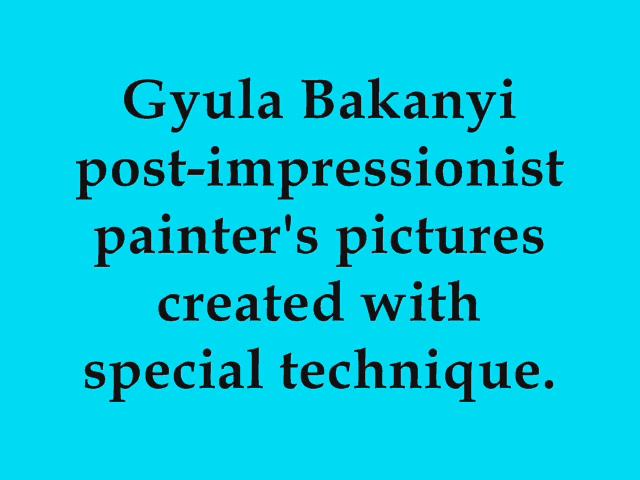 Gyula Bakanyi
post-impressionist
painter's pictures
created with
special technique.